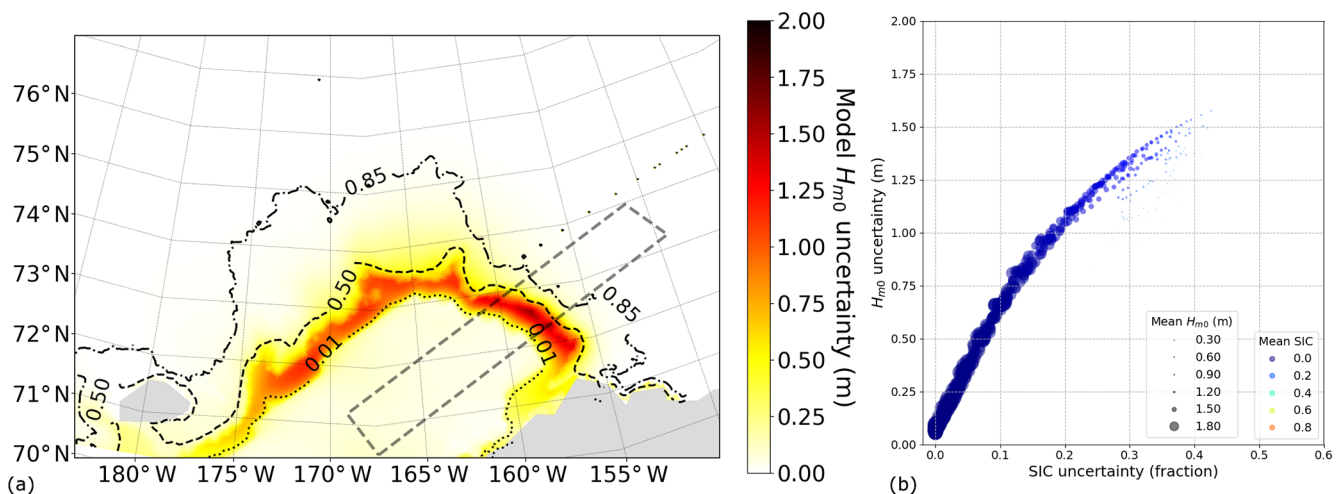 76° N
75° N
74° N
73° N
72° N
71° N
70° N
180° W
175° W
170° W
165° W
160° W
155° W
0.85
0.50
0.01
0.01
0.85
0.50
(a)
2.00
1.75
1.50
1.25
1.00
0.75
0.50
0.25
0.00
Model Hm0 uncertainty (m)
2.00
1.75
1.50
1.25
1.00
0.75
0.50
0.25
0.00
Hm0 uncertainty (m)
Mean Hm0 (m)
0.30
0.60
0.90
1.20
1.50
1.80
Mean SIC
0.0
0.2
0.4
0.6
0.8
0.0
0.1
0.2
0.3
0.4
0.5
0.6
SIC uncertainty (fraction)
(b)